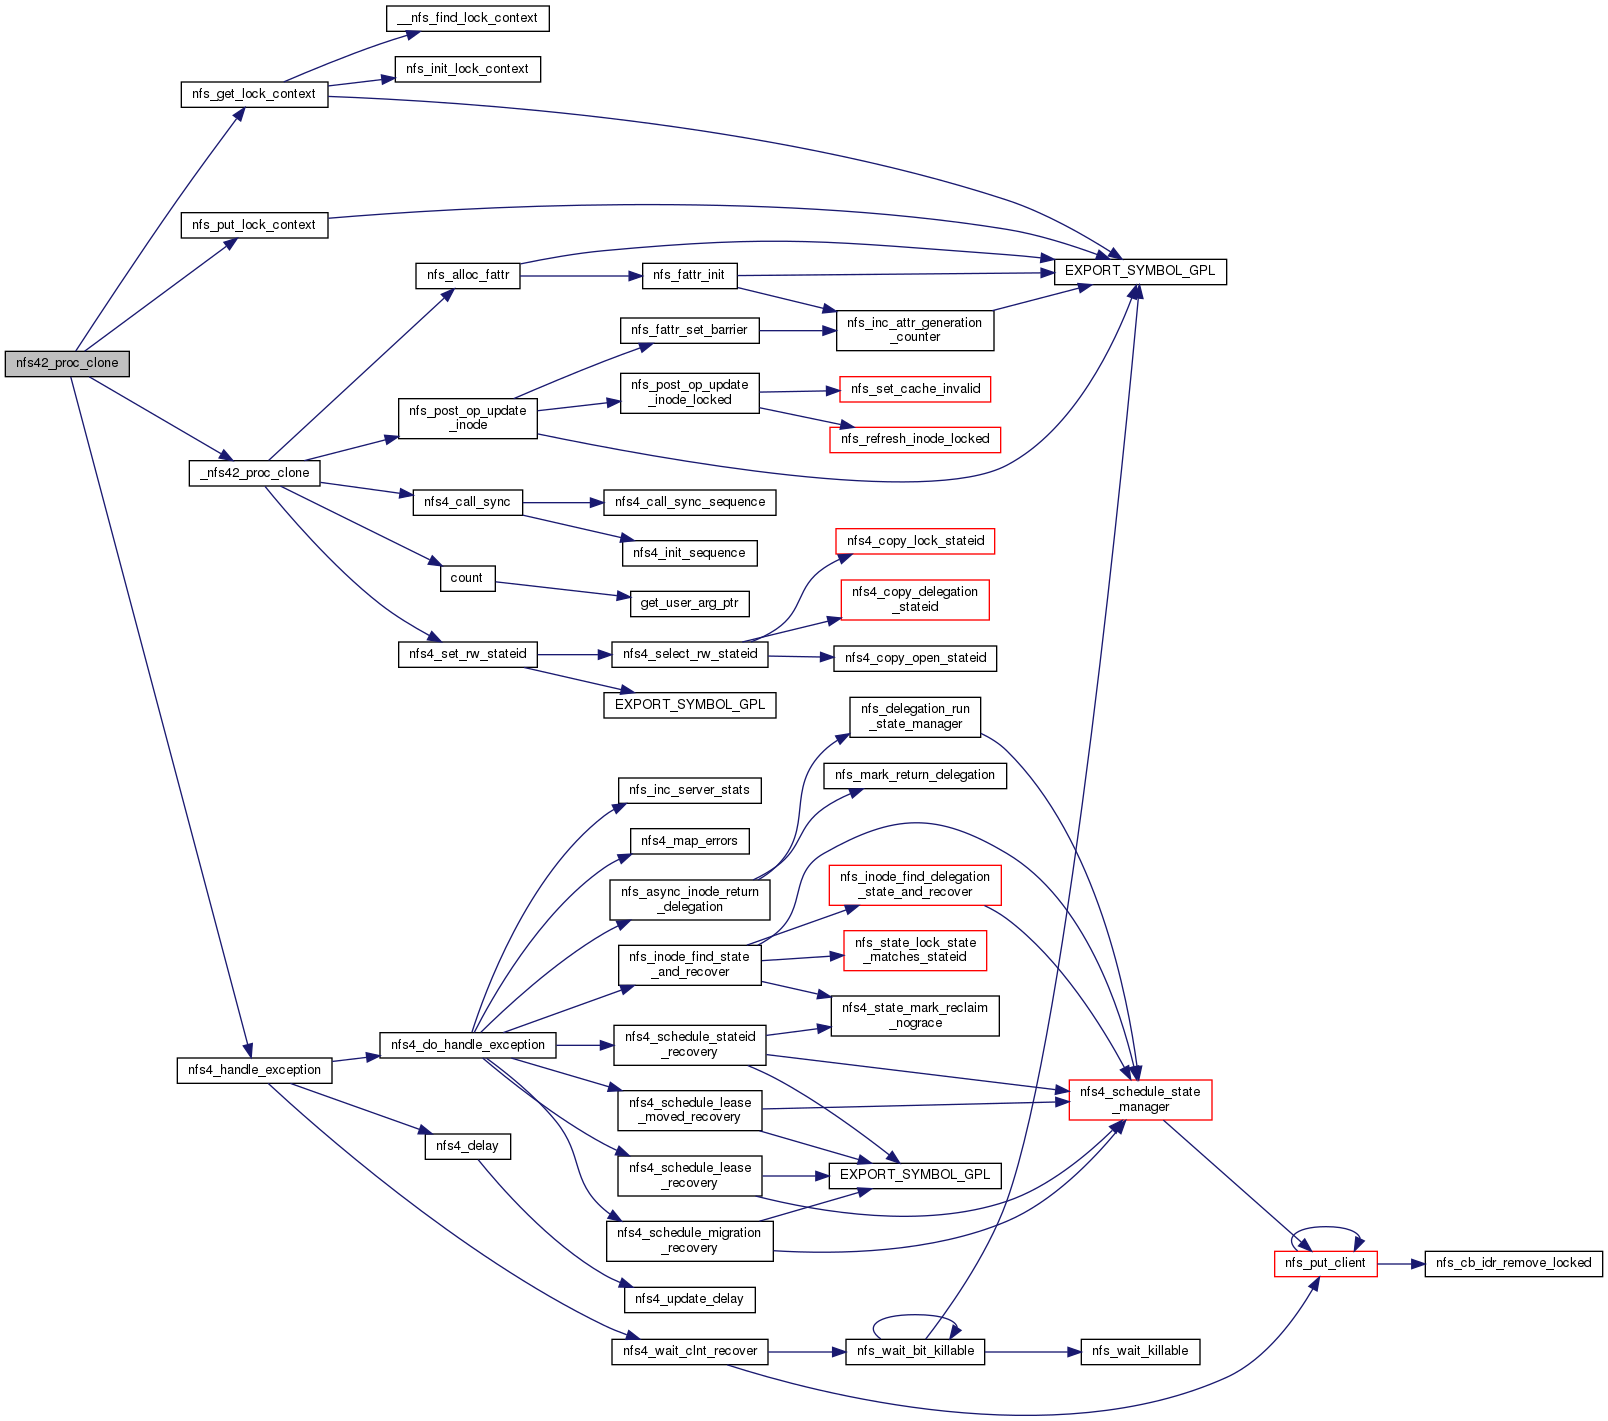 __nfs_find_lock_context
nfs_init_lock_context
nfs_get_lock_context
nfs_put_lock_context
nfs_alloc_fattr
nfs_fattr_init
EXPORT_SYMBOL_GPL
nfs_inc_attr_generation
_counter
nfs_fattr_set_barrier
nfs42_proc_clone
nfs_post_op_update
_inode_locked
nfs_set_cache_invalid
nfs_post_op_update
_inode
nfs_refresh_inode_locked
_nfs42_proc_clone
nfs4_call_sync
nfs4_call_sync_sequence
nfs4_copy_lock_stateid
nfs4_init_sequence
count
get_user_arg_ptr
nfs4_copy_delegation
_stateid
nfs4_set_rw_stateid
nfs4_select_rw_stateid
nfs4_copy_open_stateid
EXPORT_SYMBOL_GPL
nfs_delegation_run
_state_manager
nfs_mark_return_delegation
nfs_inc_server_stats
nfs4_map_errors
nfs_async_inode_return
_delegation
nfs_inode_find_delegation
_state_and_recover
nfs_inode_find_state
_and_recover
nfs_state_lock_state
_matches_stateid
nfs4_state_mark_reclaim
_nograce
nfs4_do_handle_exception
nfs4_schedule_stateid
_recovery
nfs4_handle_exception
nfs4_schedule_lease
_moved_recovery
nfs4_schedule_state
_manager
nfs4_delay
nfs4_schedule_lease
_recovery
EXPORT_SYMBOL_GPL
nfs4_schedule_migration
_recovery
nfs_put_client
nfs_cb_idr_remove_locked
nfs4_update_delay
nfs4_wait_clnt_recover
nfs_wait_bit_killable
nfs_wait_killable